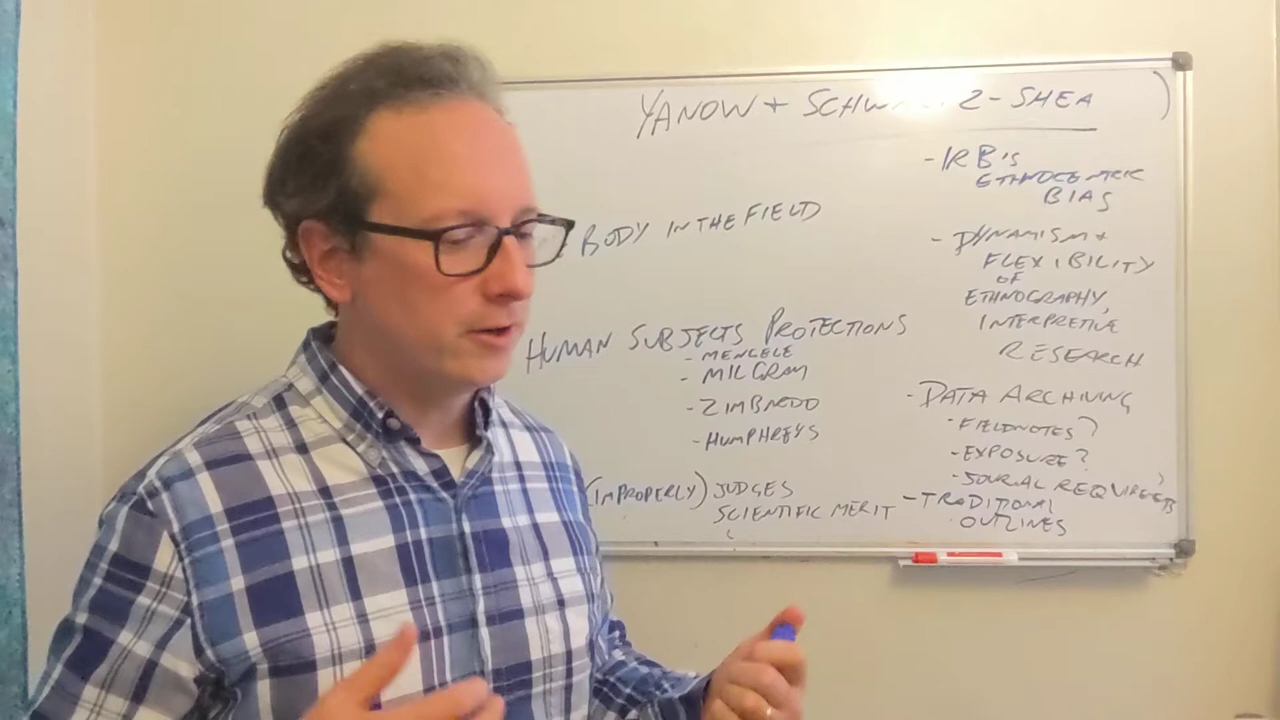 YANOW + SCHW Z-SHEA
BODY IN THE FIELD
HUMAN SUBJECTS PROTECTIONS
- MENGELE
- MILGRAM
- ZIMBARDO
- HUMPHREYS
(IMPROPERLY) JUDGES
SCIENTIFIC MERIT
- IRB'S
ETHNOCENTRIC
BIAS
- DYNAMISM +
FLEXIBILITY
OF
ETHNOGRAPHY,
INTERPRETIVE
RESEARCH
- DATA ARCHIVING
- FIELDNOTES?
- EXPOSURE?
- JOURNAL REQUIREMTS
- TRADITIONAL
OUTLINES